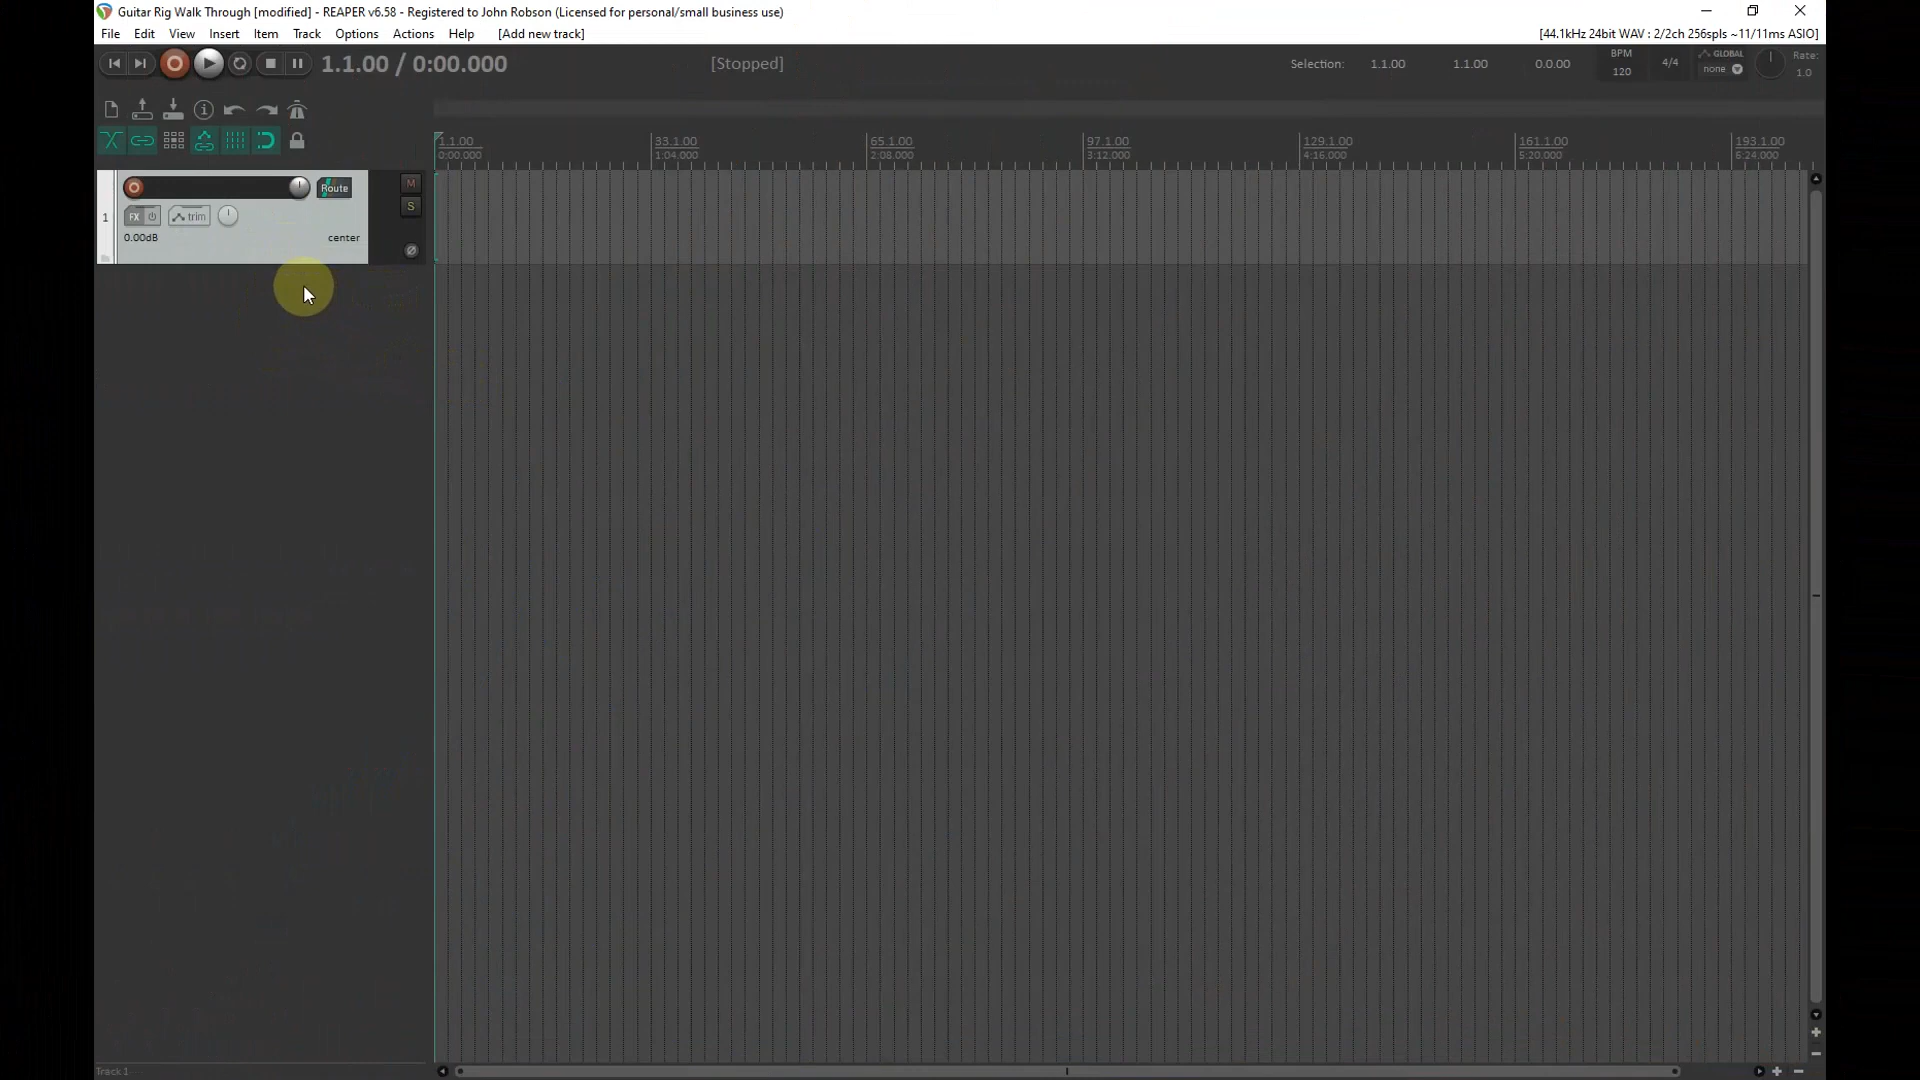 Guitar Rig Walk Through [modified] - REAPER v6.58 - Registered to John Robson (Licensed for personal/small business use)
File Edit View Insert Item Track Options Actions Help [Add new track] [44.1kHz 24bit WAV : 2/2ch 256spls ~11/11ms ASIO]
1.1.00 / 0:00.000 [Stopped] Selection: 1.1.00 1.1.00 0.0.00 BPM 120 4/4 GLOBAL none Rate: 1.0
1.1.00 33.1.00 65.1.00 97.1.00 129.1.00 161.1.00 193.1.00
0:00.000 1:04.000 2:08.000 3:12.000 4:16.000 5:20.000 6:24.000
Route M
1 FX trim S
0.00dB center
Track 1